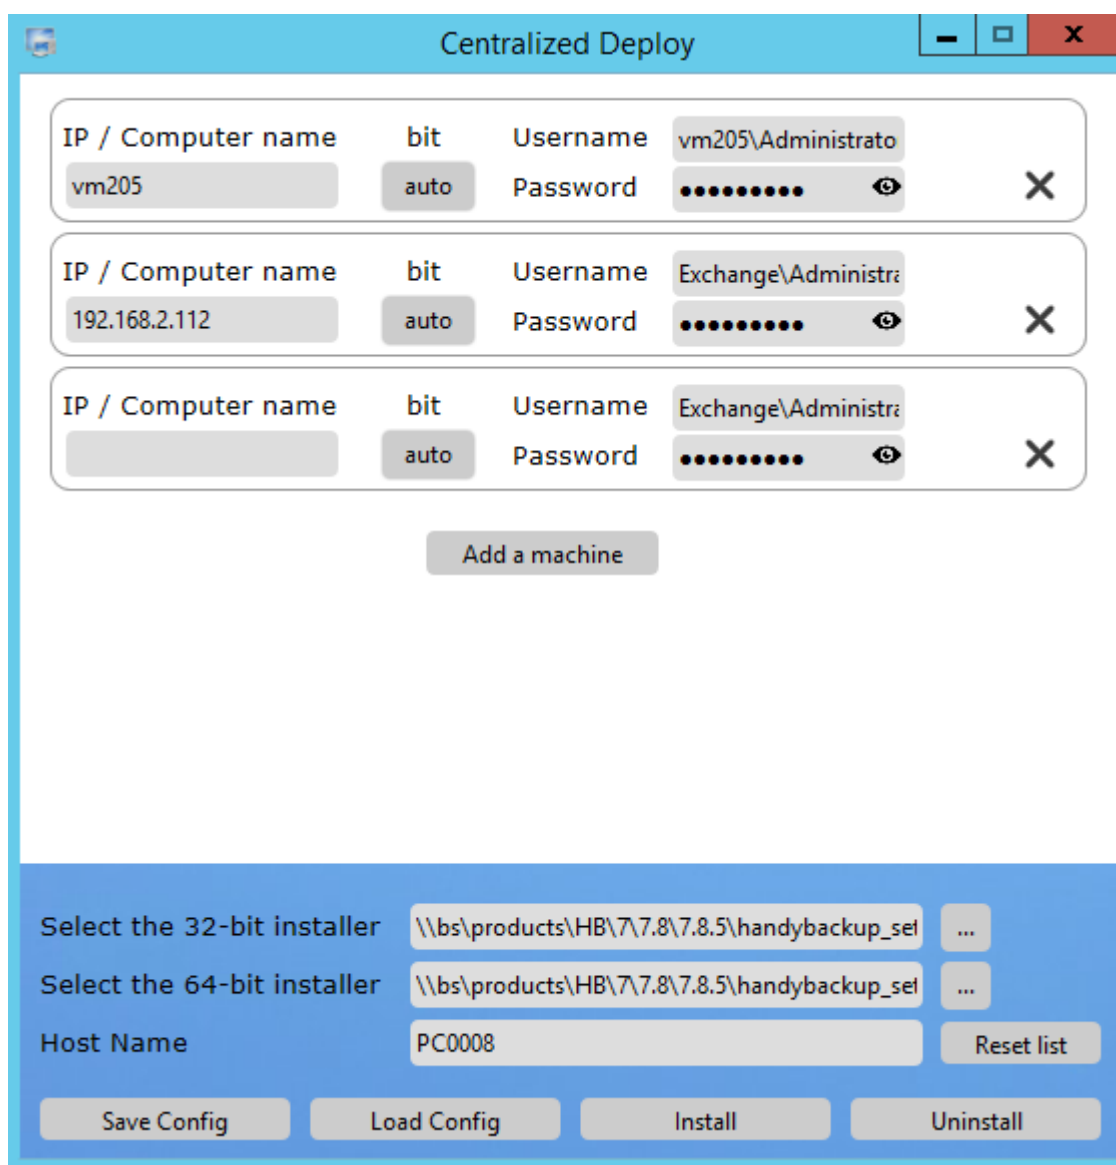 Centralized Deploy
IP / Computer name bit Username vm205\Administrato
vm205 auto Password ●●●●●●●●●
IP / Computer name bit Username Exchange\Administra
192.168.2.112 auto Password ●●●●●●●●●
IP / Computer name bit Username Exchange\Administra
auto Password ●●●●●●●●●
Add a machine
Select the 32-bit installer \\bs\products\HB\7\7.8\7.8.5\handybackup_set ...
Select the 64-bit installer \\bs\products\HB\7\7.8\7.8.5\handybackup_set ...
Host Name PC0008 Reset list
Save Config Load Config Install Uninstall